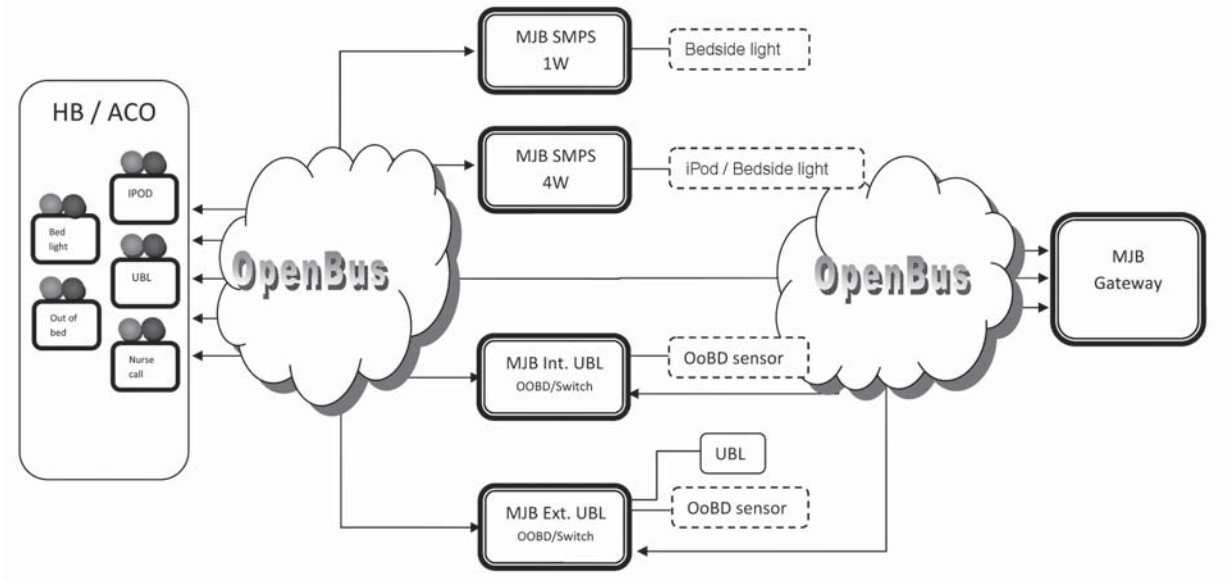 MJB SMPS
1W
Bedside light
HB / ACO
IPOD
Bed
light
UBL
Out of
bed
Nurse
call
OpenBus
MJB SMPS
4W
iPod / Bedside light
OpenBus
MJB
Gateway
MJB Int. UBL
OOBD/Switch
OoBD sensor
UBL
MJB Ext. UBL
OOBD/Switch
OoBD sensor